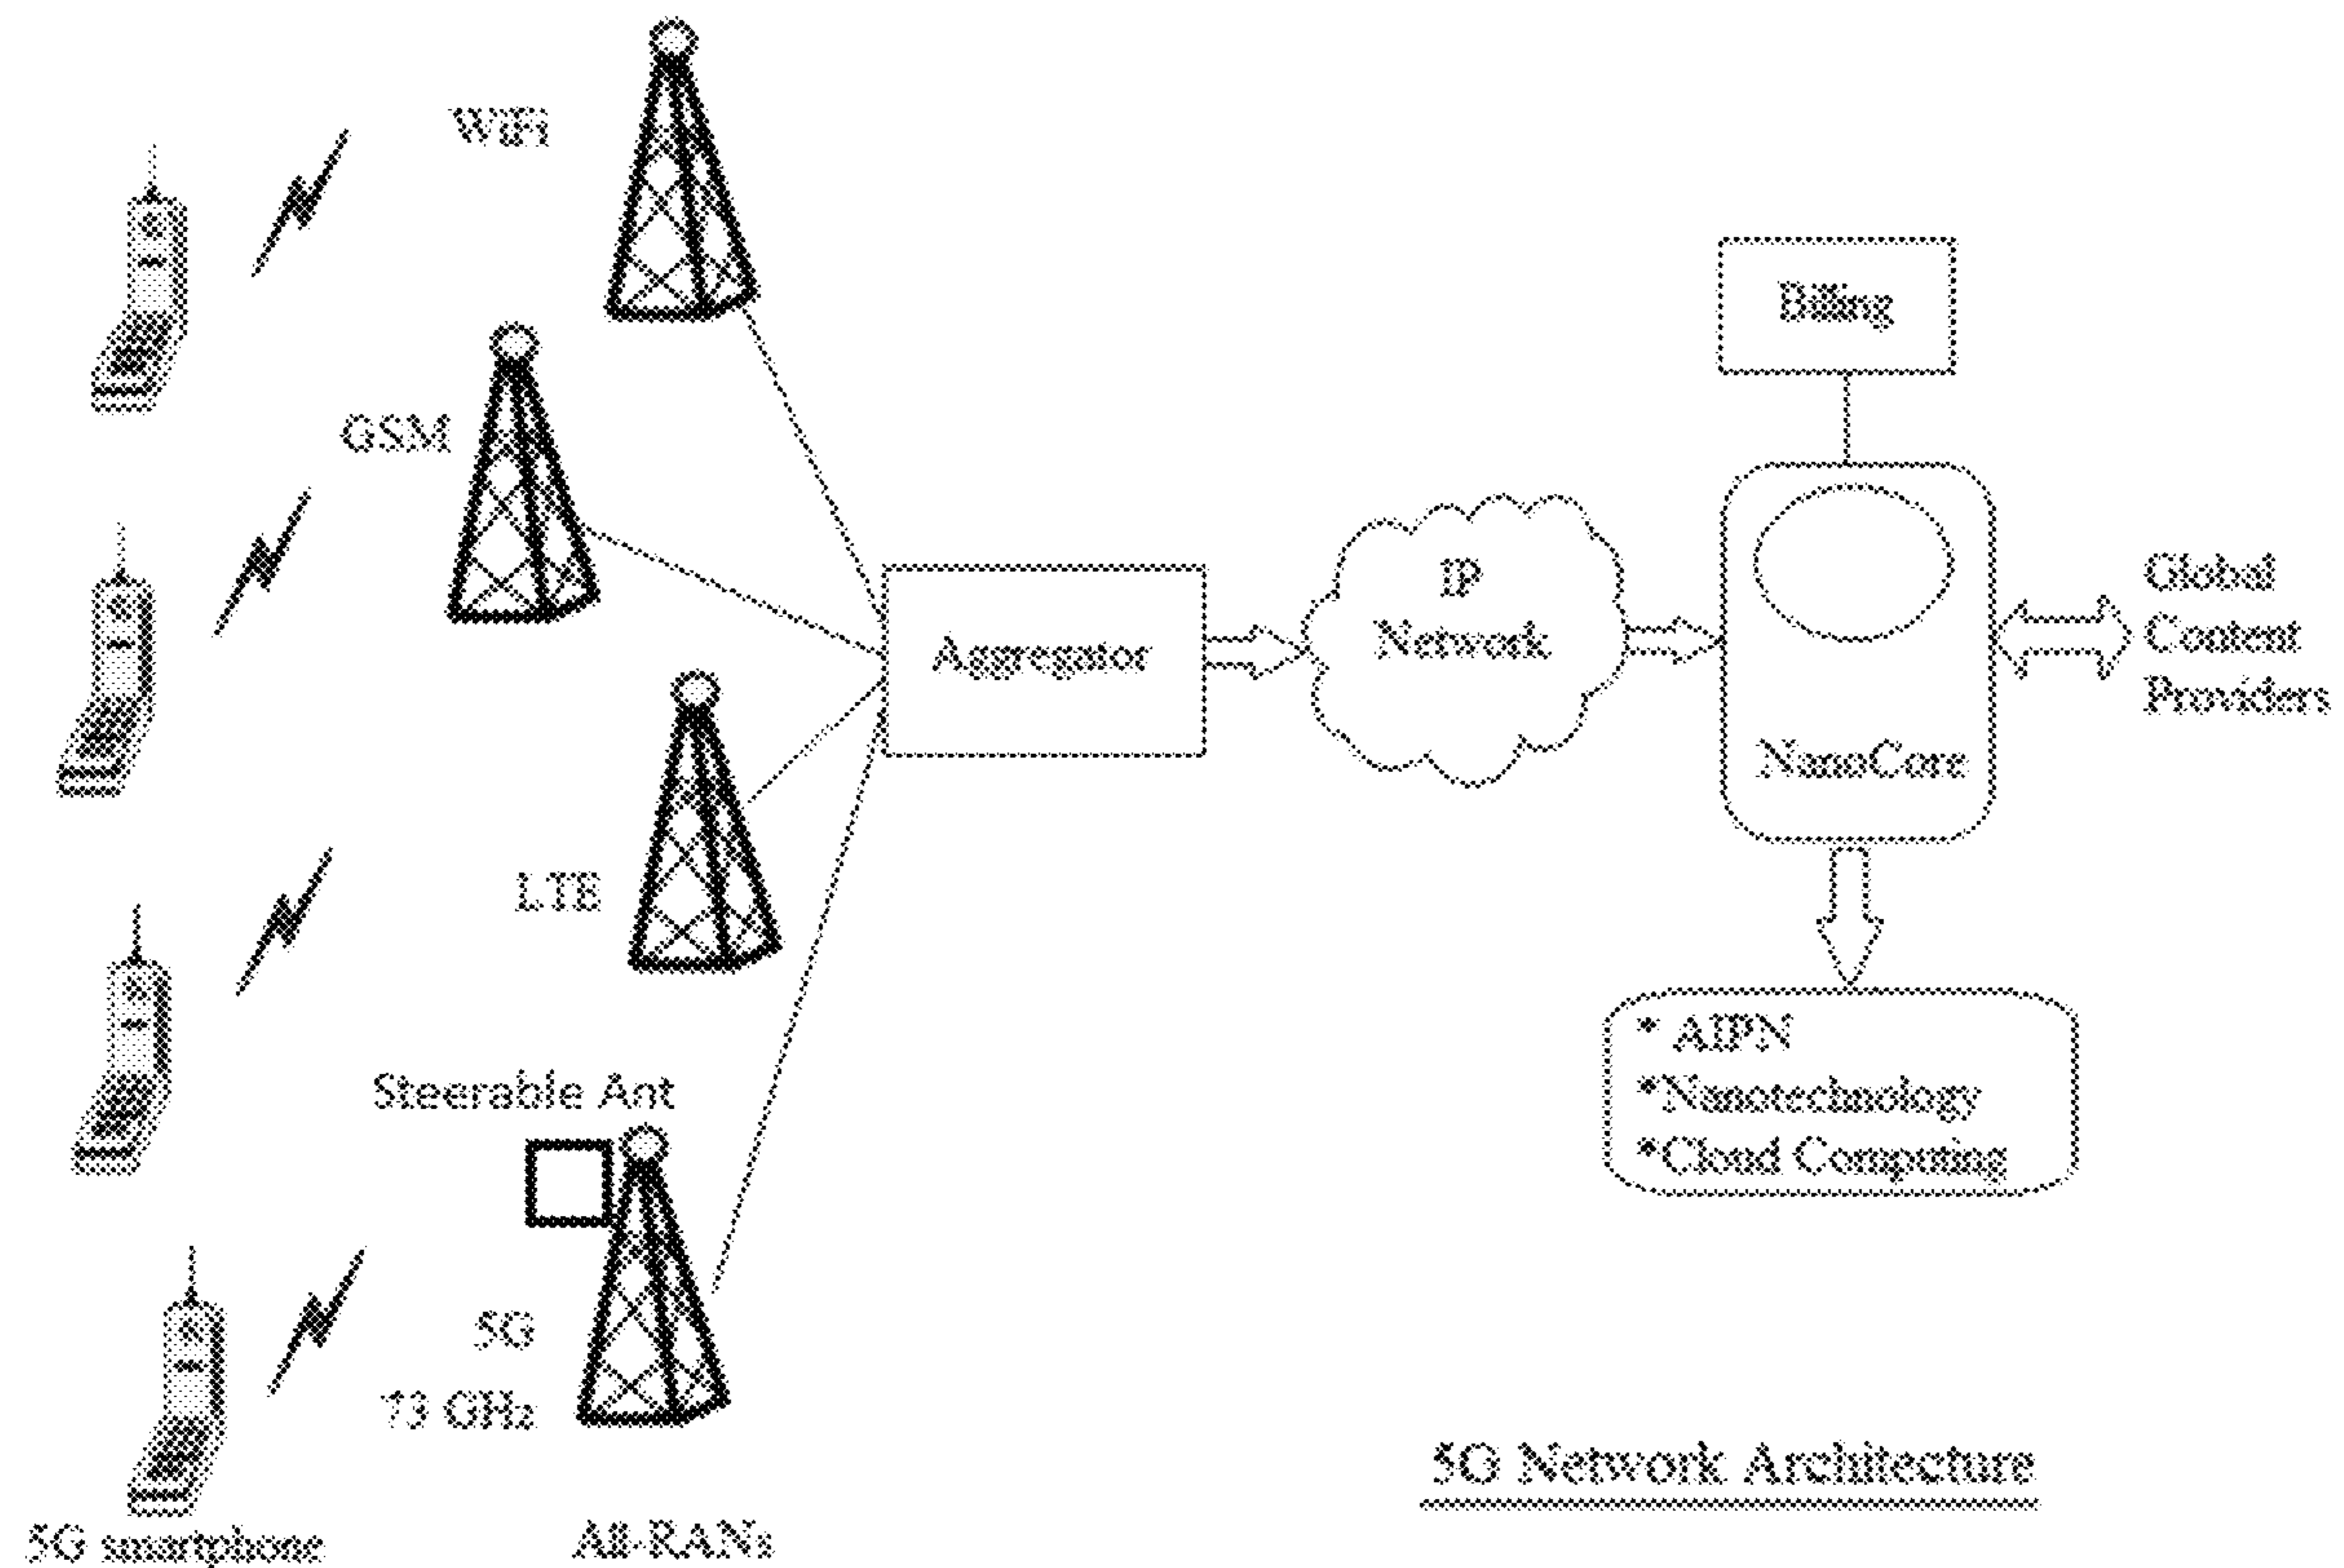 WiFi
GSM
LTE
Steerable Ant
5G
73 GHz
5G smartphone
All-RANs
Aggregator
IP
Network
Billing
NanoCore
Global
Content
Providers
* AIPN
*Nanotechnology
*Cloud Computing
5G Network Architecture